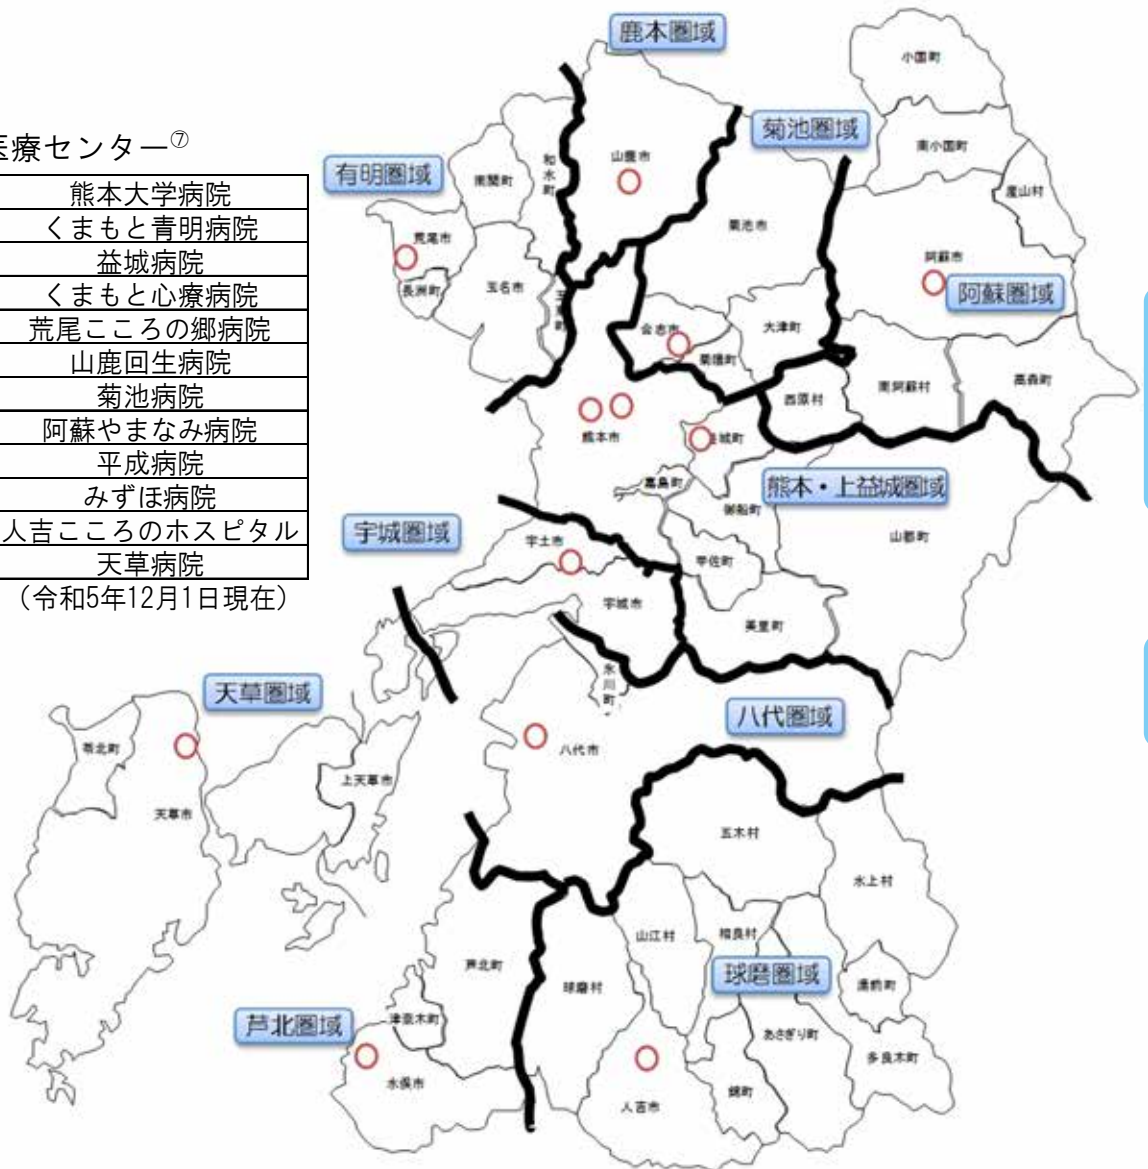 医療センター⑦
熊本大学病院
くまもと青明病院
益城病院
くまもと心療病院
荒尾こころの郷病院
山鹿回生病院
菊池病院
阿蘇やまなみ病院
平成病院
みずほ病院
人吉こころのホスピタル
天草病院
（令和5年12月1日現在）
鹿本圏域
小国町
菊池圏域
南小国町
有明圏域
和水町
山鹿市
南関町
産山村
菊池市
荒尾市
阿蘇市
長洲町
玉名市
玉東町
阿蘇圏域
合志市
大津町
菊陽町
南阿蘇村
高森町
西原村
熊本市
益城町
嘉島町
熊本・上益城圏域
御船町
宇城圏域
宇土市
山都町
甲佐町
宇城市
美里町
氷川町
天草圏域
八代圏域
苓北町
八代市
上天草市
天草市
五木村
水上村
山江村
相良村
芦北町
球磨圏域
球磨村
湯前町
芦北圏域
津奈木町
あさぎり町
多良木町
水俣市
錦町
人吉市